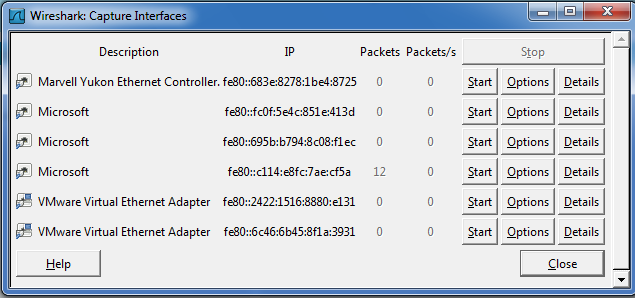 Wireshark: Capture Interfaces
Description IP Packets Packets/s Stop
Marvell Yukon Ethernet Controller. fe80::683e:8278:1be4:8725 0 0 Start Options Details
Microsoft fe80::fc0f:5e4c:851e:413d 0 0 Start Options Details
Microsoft fe80::695b:b794:8c08:f1ec 0 0 Start Options Details
Microsoft fe80::c114:e8fc:7ae:cf5a 12 0 Start Options Details
VMware Virtual Ethernet Adapter fe80::2422:1516:8880:e131 0 0 Start Options Details
VMware Virtual Ethernet Adapter fe80::6c46:6b45:8f1a:3931 0 0 Start Options Details
Help Close